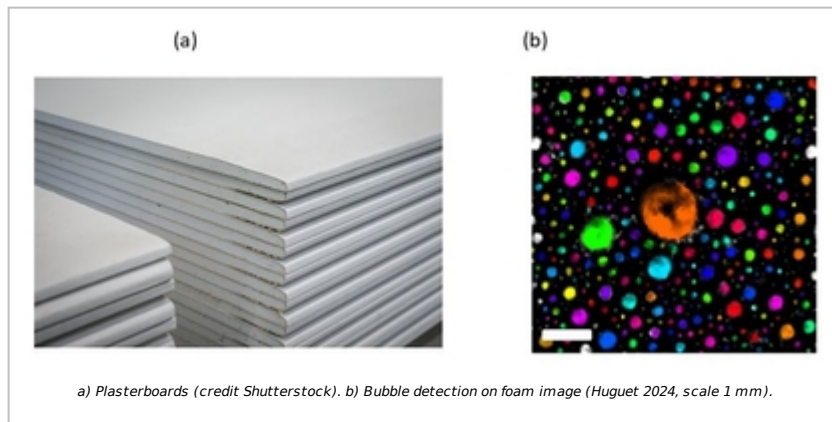 (a) (b)
a) Plasterboards (credit Shutterstock). b) Bubble detection on foam image (Huguet 2024, scale 1 mm).